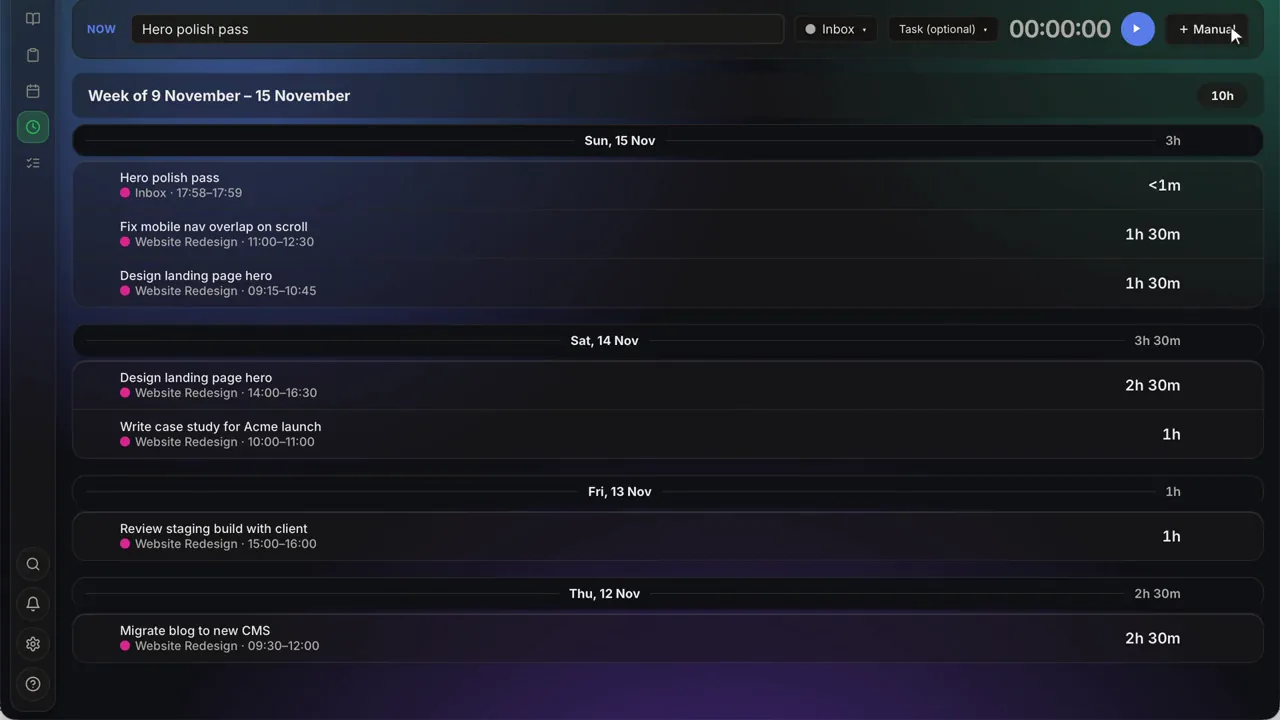 NOW
Hero polish pass
Inbox
Task (optional)
00:00:00
+ Manual
Week of 9 November – 15 November
10h
Sun, 15 Nov
3h
Hero polish pass
Inbox · 17:58–17:59
<1m
Fix mobile nav overlap on scroll
Website Redesign · 11:00–12:30
1h 30m
Design landing page hero
Website Redesign · 09:15–10:45
1h 30m
Sat, 14 Nov
3h 30m
Design landing page hero
Website Redesign · 14:00–16:30
2h 30m
Write case study for Acme launch
Website Redesign · 10:00–11:00
1h
Fri, 13 Nov
1h
Review staging build with client
Website Redesign · 15:00–16:00
1h
Thu, 12 Nov
2h 30m
Migrate blog to new CMS
Website Redesign · 09:30–12:00
2h 30m